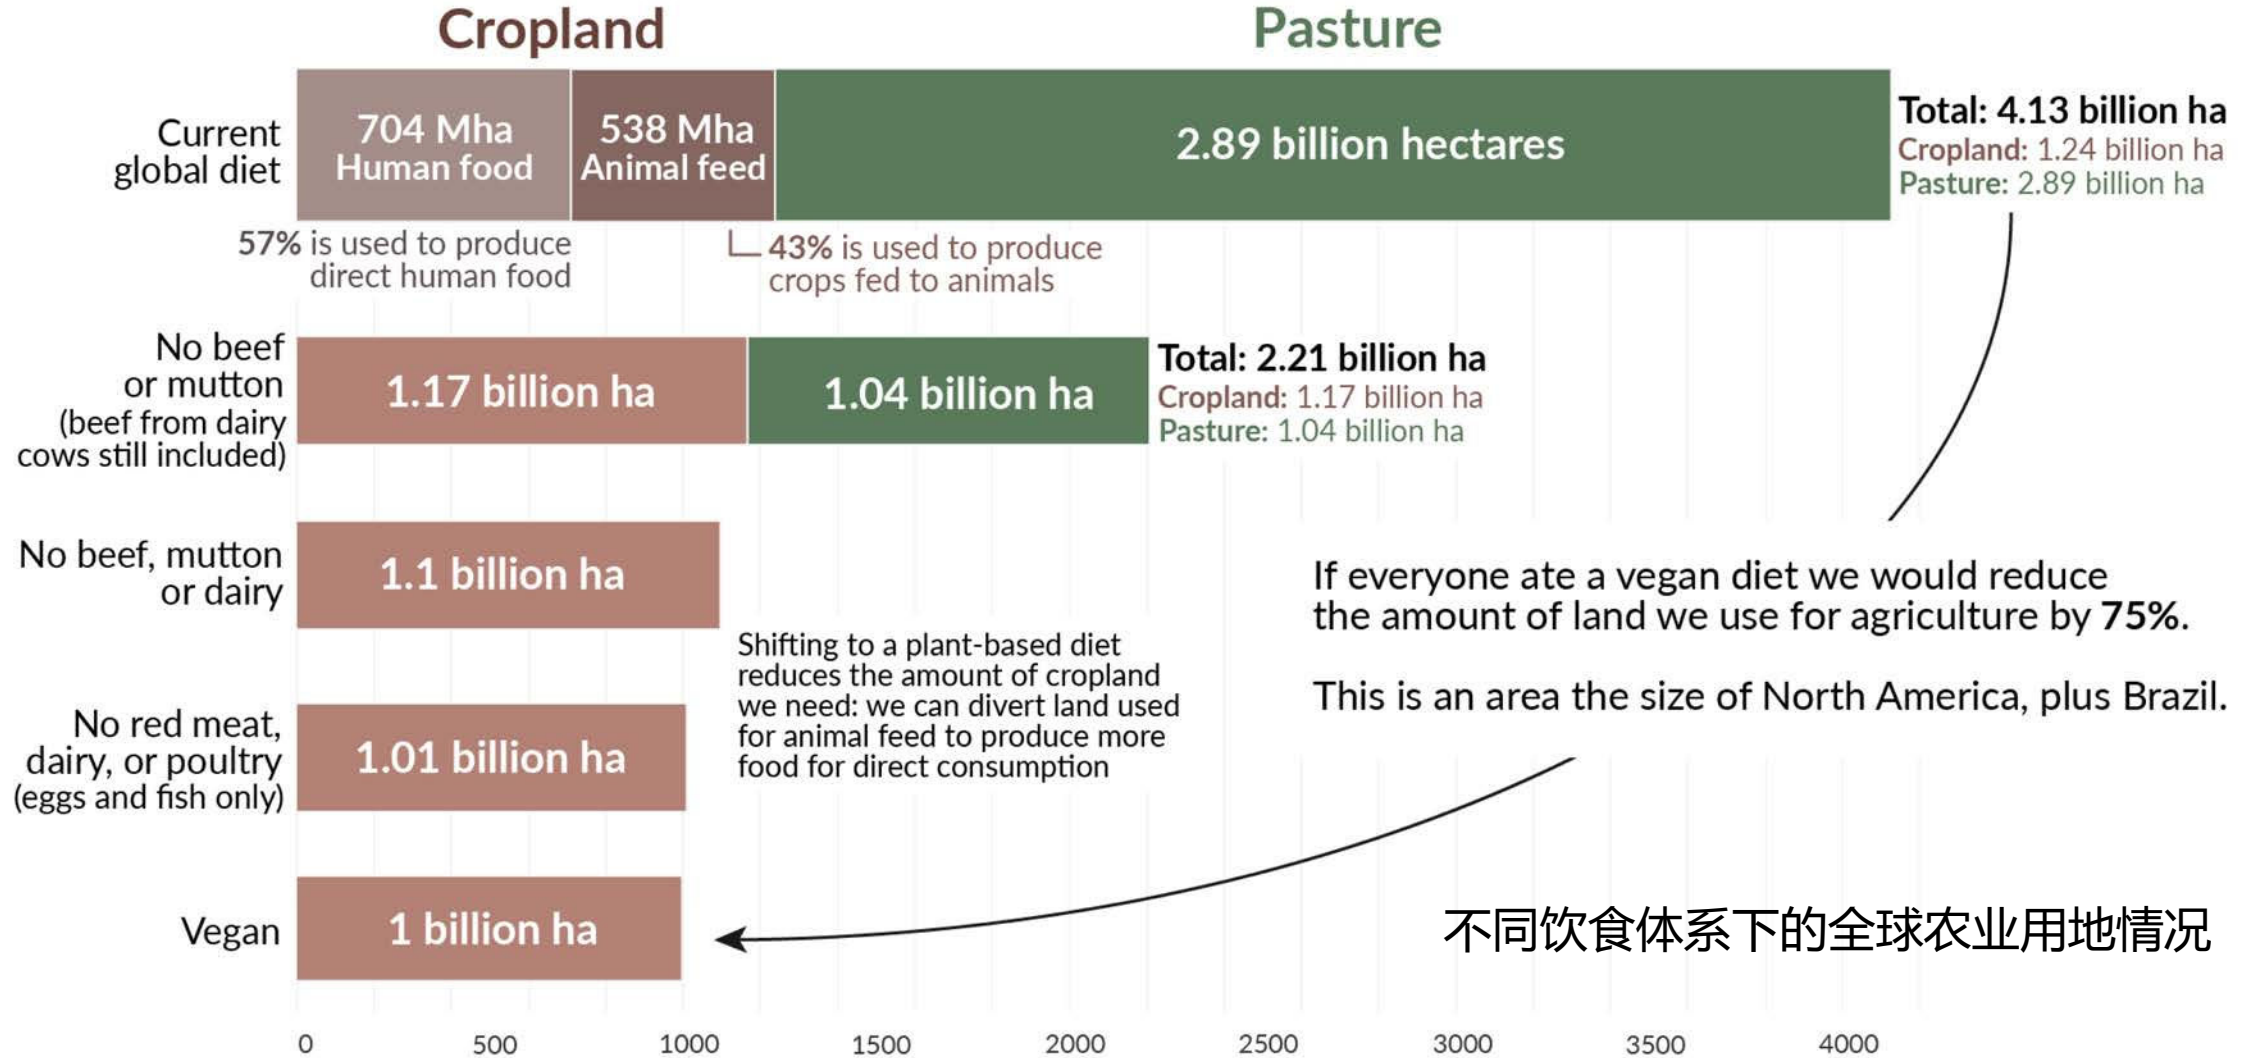 Cropland
Pasture
Current
global diet
704 Mha
Human food
538 Mha
Animal feed
2.89 billion hectares
Total: 4.13 billion ha
Cropland: 1.24 billion ha
Pasture: 2.89 billion ha
57% is used to produce
direct human food
43% is used to produce
crops fed to animals
No beef
or mutton
(beef from dairy
cows still included)
1.17 billion ha
1.04 billion ha
Total: 2.21 billion ha
Cropland: 1.17 billion ha
Pasture: 1.04 billion ha
No beef, mutton
or dairy
1.1 billion ha
If everyone ate a vegan diet we would reduce
the amount of land we use for agriculture by 75%.
This is an area the size of North America, plus Brazil.
Shifting to a plant-based diet
reduces the amount of cropland
we need: we can divert land used
for animal feed to produce more
food for direct consumption
No red meat,
dairy, or poultry
(eggs and fish only)
1.01 billion ha
Vegan
1 billion ha
不同饮食体系下的全球农业用地情况
0 500 1000 1500 2000 2500 3000 3500 4000